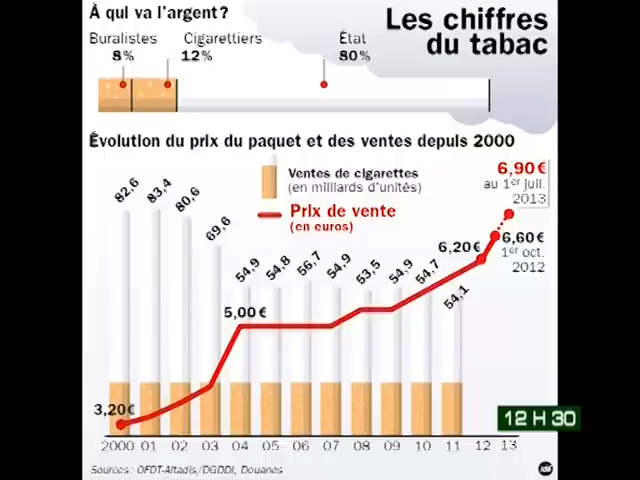 À qui va l'argent?
Les chiffres
du tabac
Buralistes
8%
Cigarettiers
12%
État
80%
Évolution du prix du paquet et des ventes depuis 2000
Ventes de cigarettes
(en milliards d'unités)
Prix de vente
(en euros)
6,90 €
au 1er juil.
2013
82,6
83,4
80,6
69,6
54,9
54,8
56,7
54,9
53,5
54,9
54,7
54,1
6,20 €
6,60 €
1er oct.
2012
5,00 €
3,20 €
12 H 30
2000 01 02 03 04 05 06 07 08 09 10 11 12 13
Sources : OFDT-Altadis/DGDDI, Douanes
idé